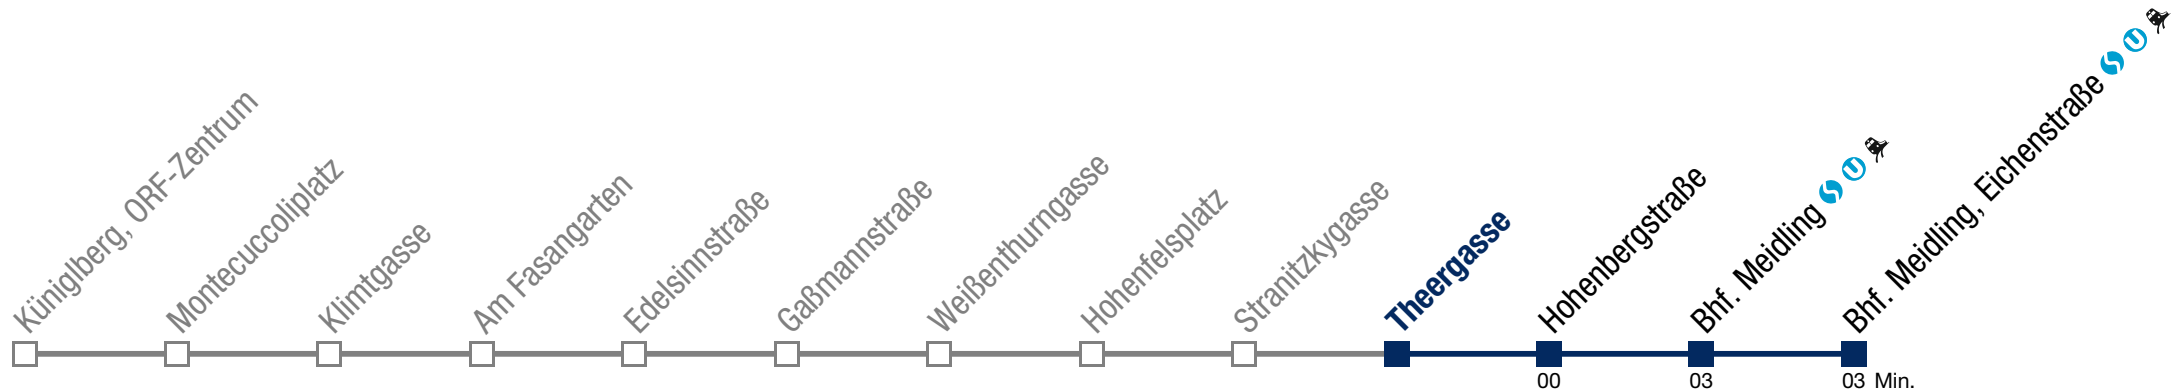 Küniglberg, ORF-Zentrum
Montecuccoliplatz
Klimtgasse
Am Fasangarten
Edelsinnstraße
Gaßmannstraße
Weißenthurngasse
Hohenfelsplatz
Stranitzkygasse
Theergasse
Hohenbergstraße
Bhf. Meidling S U
Bhf. Meidling, Eichenstraße S U
00 03 03 Min.